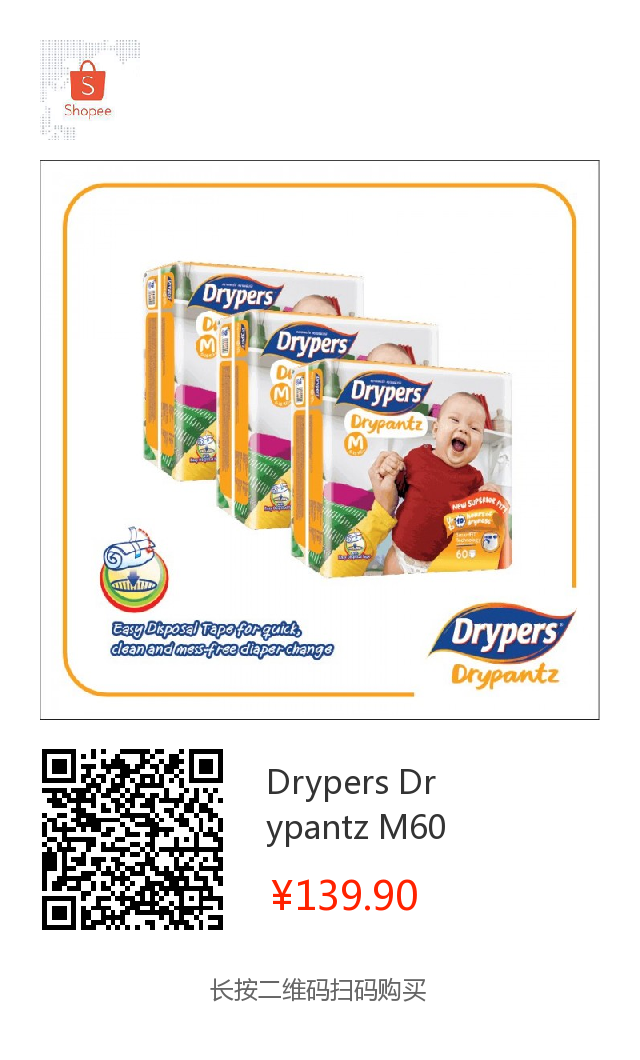 S
Shopee
Drypers
M
Drypers
M
Drypers
Drypantz
M
60
Easy Disposal Tape for quick,
clean and mess-free diaper change
Drypers
Drypantz
Drypers Dr
ypantz M60
¥139.90
长按二维码扫码购买